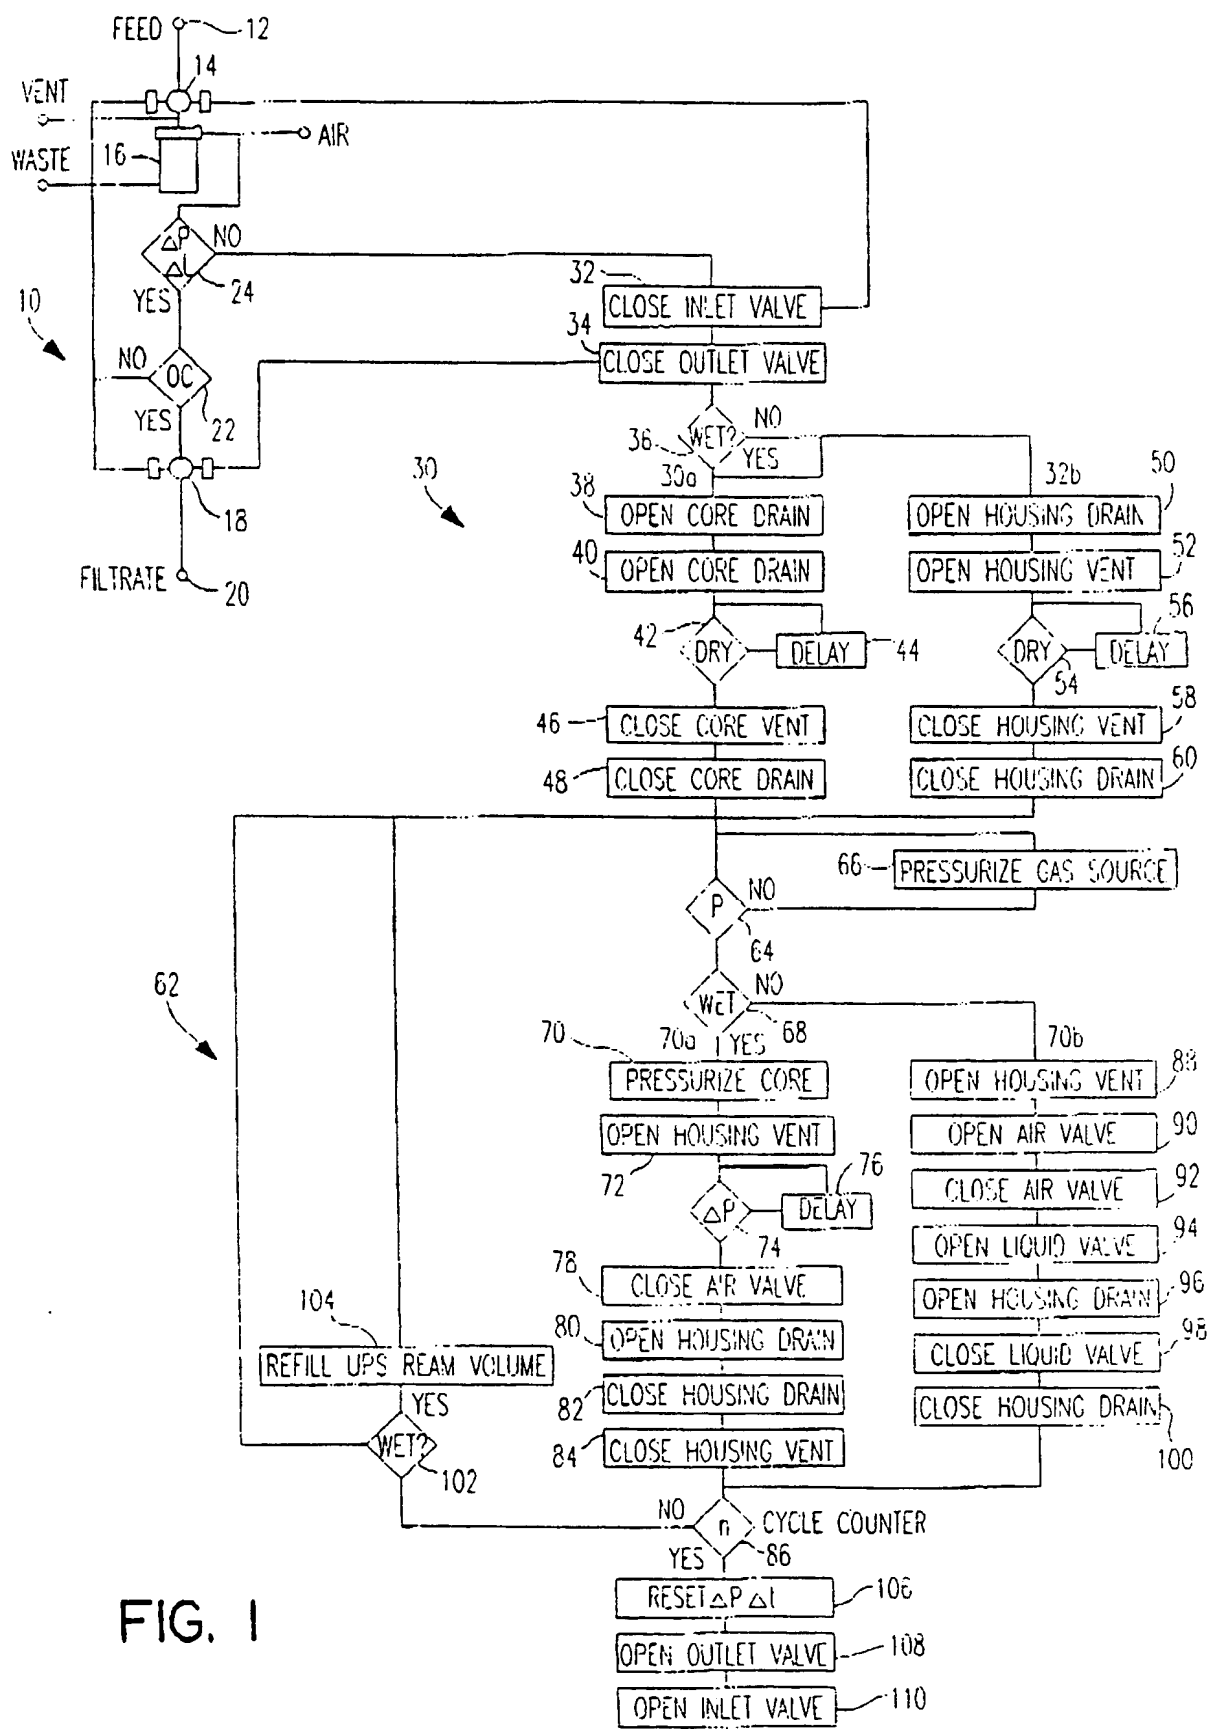 FEED 12
14
VENT
AIR
16
WASTE
ΔP
Δt
NO
24
YES
10
32
CLOSE INLET VALVE
34
CLOSE OUTLET VALVE
NO
OC
YES
22
WET?
NO
36
YES
30
30a
32b
50
38
OPEN CORE DRAIN
OPEN HOUSING DRAIN
18
40
OPEN CORE DRAIN
OPEN HOUSING VENT
52
FILTRATE
20
42
DRY
DELAY
44
56
DRY
DELAY
54
58
46
CLOSE CORE VENT
CLOSE HOUSING VENT
60
48
CLOSE CORE DRAIN
CLOSE HOUSING DRAIN
66
PRESSURIZE GAS SOURCE
P
NO
64
62
WET
NO
68
70
70a
YES
70b
PRESSURIZE CORE
OPEN HOUSING VENT
88
OPEN HOUSING VENT
OPEN AIR VALVE
90
72
76
CLOSE AIR VALVE
92
ΔP
DELAY
74
OPEN LIQUID VALVE
94
78
CLOSE AIR VALVE
OPEN HOUSING DRAIN
96
104
80
OPEN HOUSING DRAIN
CLOSE LIQUID VALVE
98
REFILL UPS REAM VOLUME
82
CLOSE HOUSING DRAIN
CLOSE HOUSING DRAIN
100
YES
WET?
102
84
CLOSE HOUSING VENT
NO
n
CYCLE COUNTER
86
YES
RESET ΔP Δt
106
OPEN OUTLET VALVE
108
OPEN INLET VALVE
110
FIG. 1